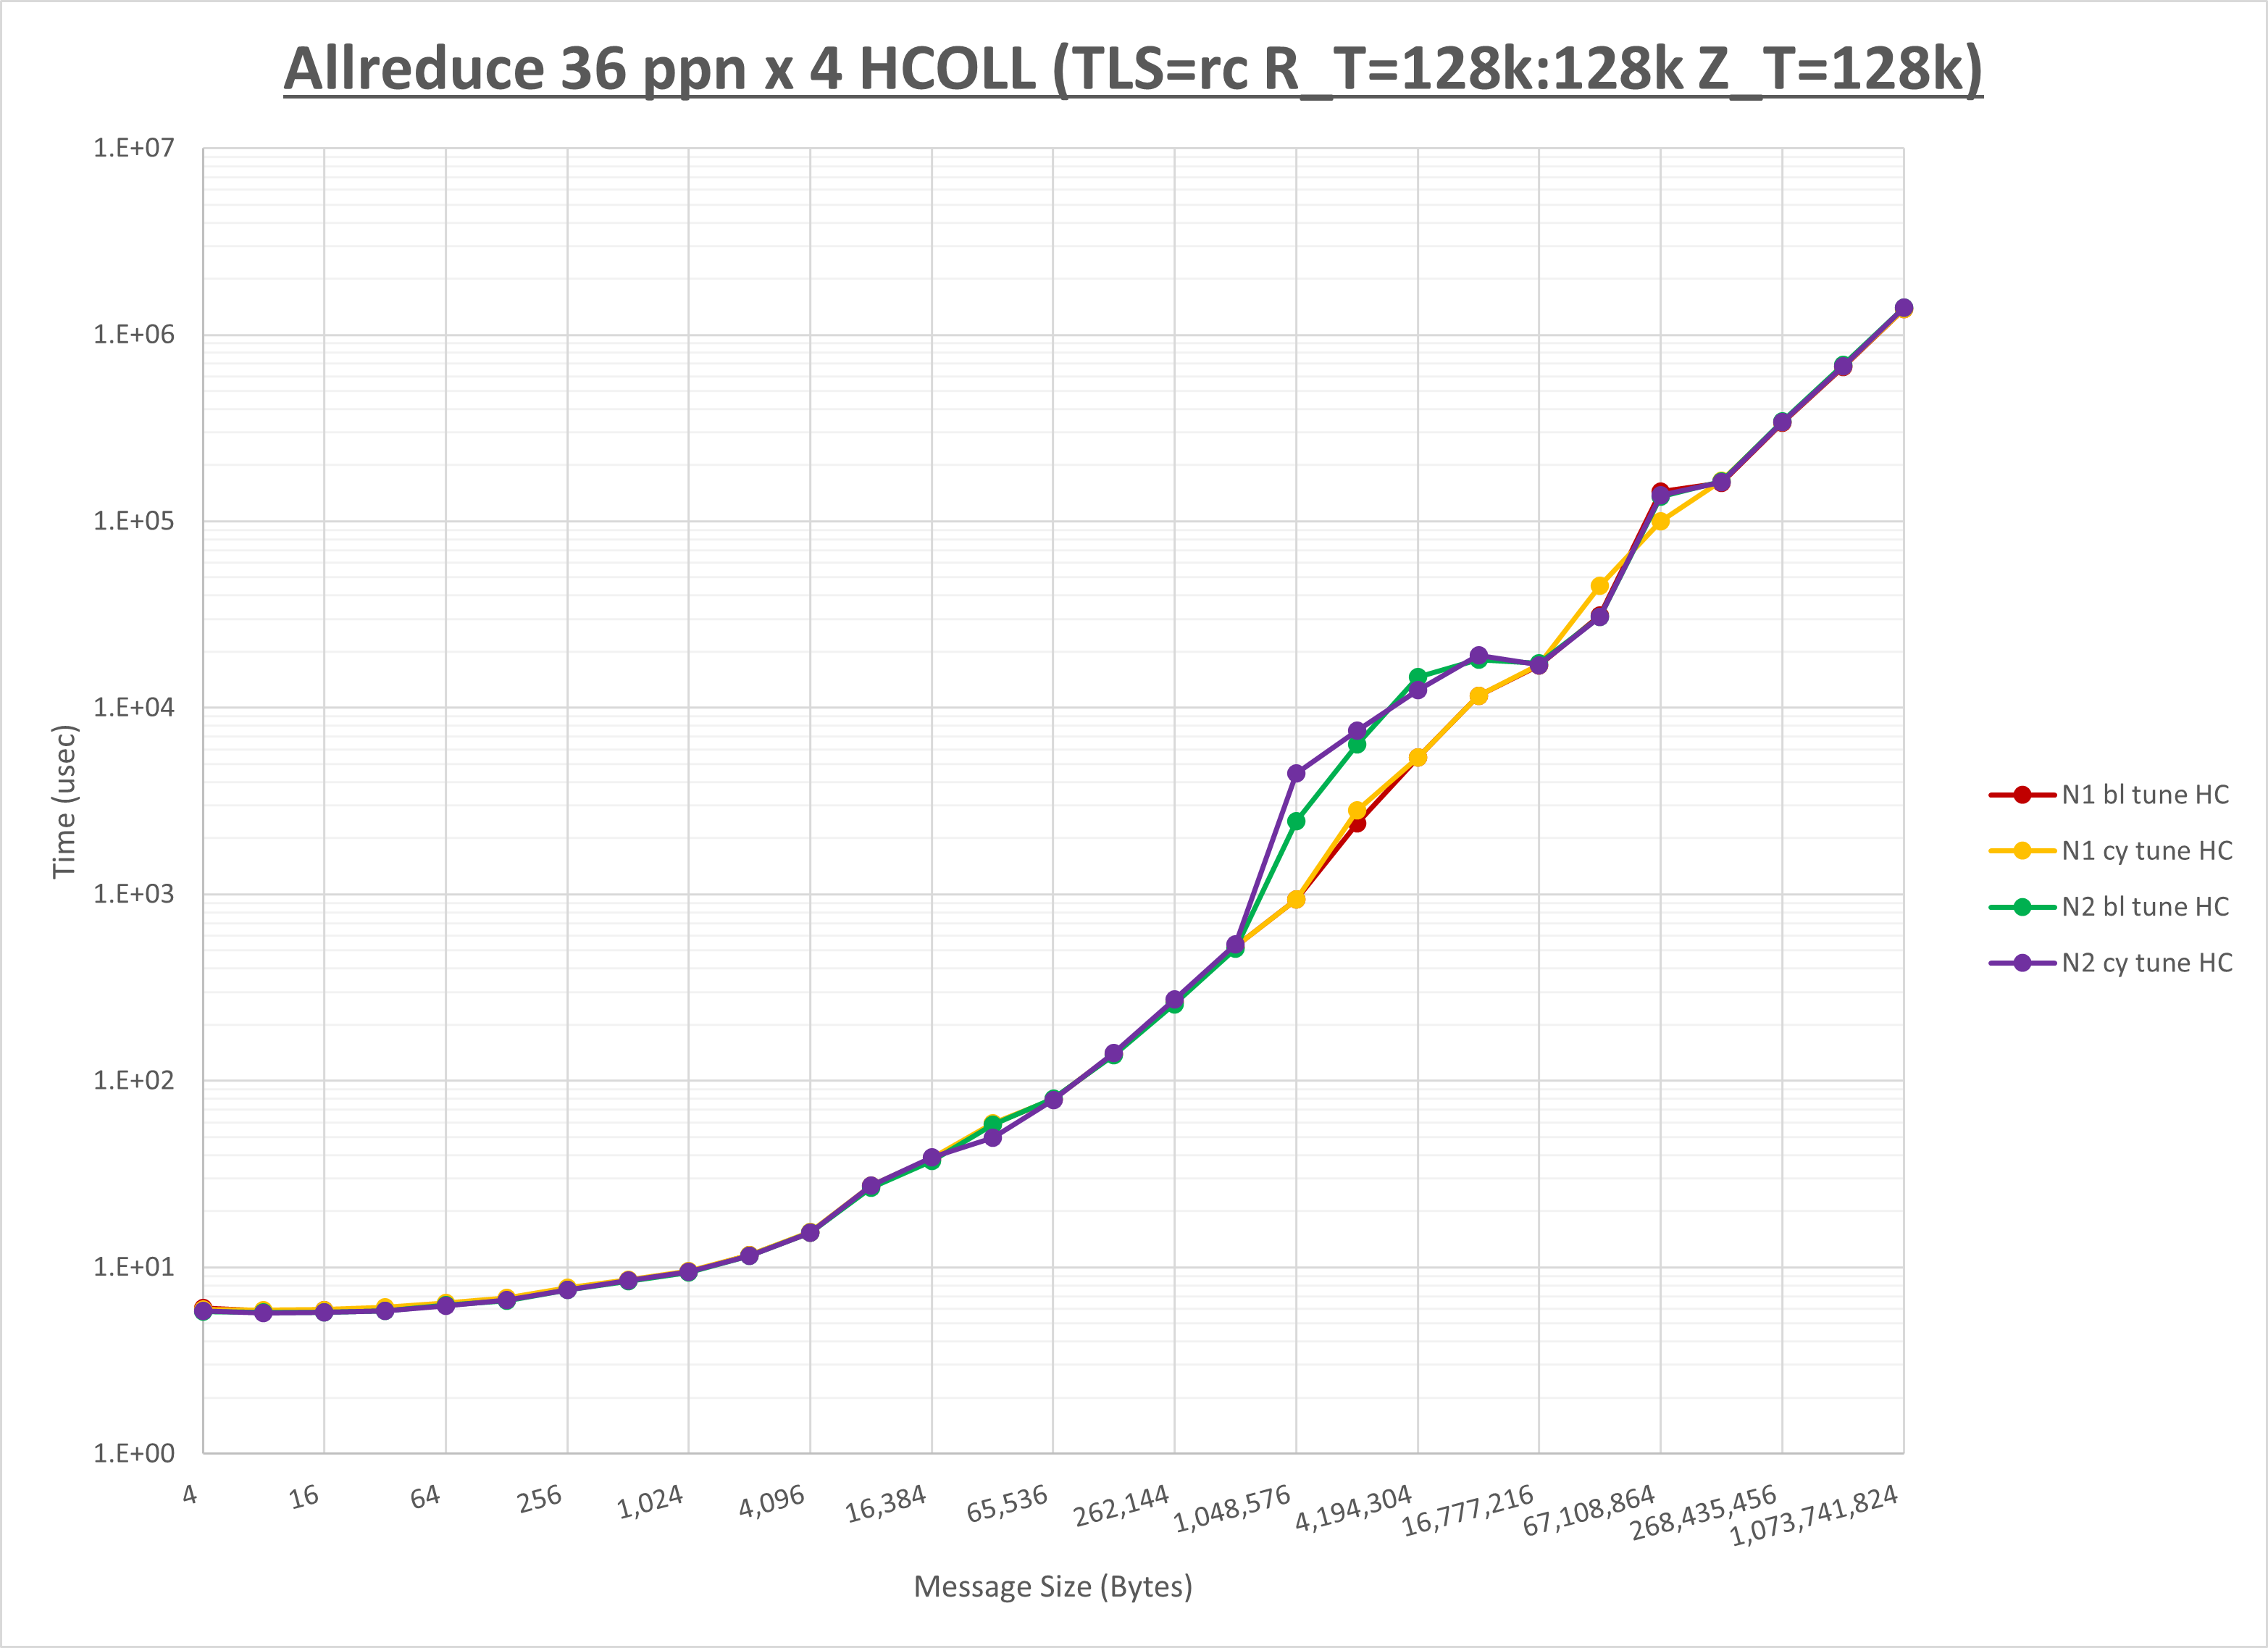 Allreduce 36 ppn x 4 HCOLL (TLS=rc R_T=128k:128k Z_T=128k)
1.E+07
1.E+06
1.E+05
1.E+04
1.E+03
1.E+02
1.E+01
1.E+00
Time (usec)
N1 bl tune HC
N1 cy tune HC
N2 bl tune HC
N2 cy tune HC
4 16 64 256 1,024 4,096 16,384 65,536 262,144 1,048,576 4,194,304 16,777,216 67,108,864 268,435,456 1,073,741,824
Message Size (Bytes)